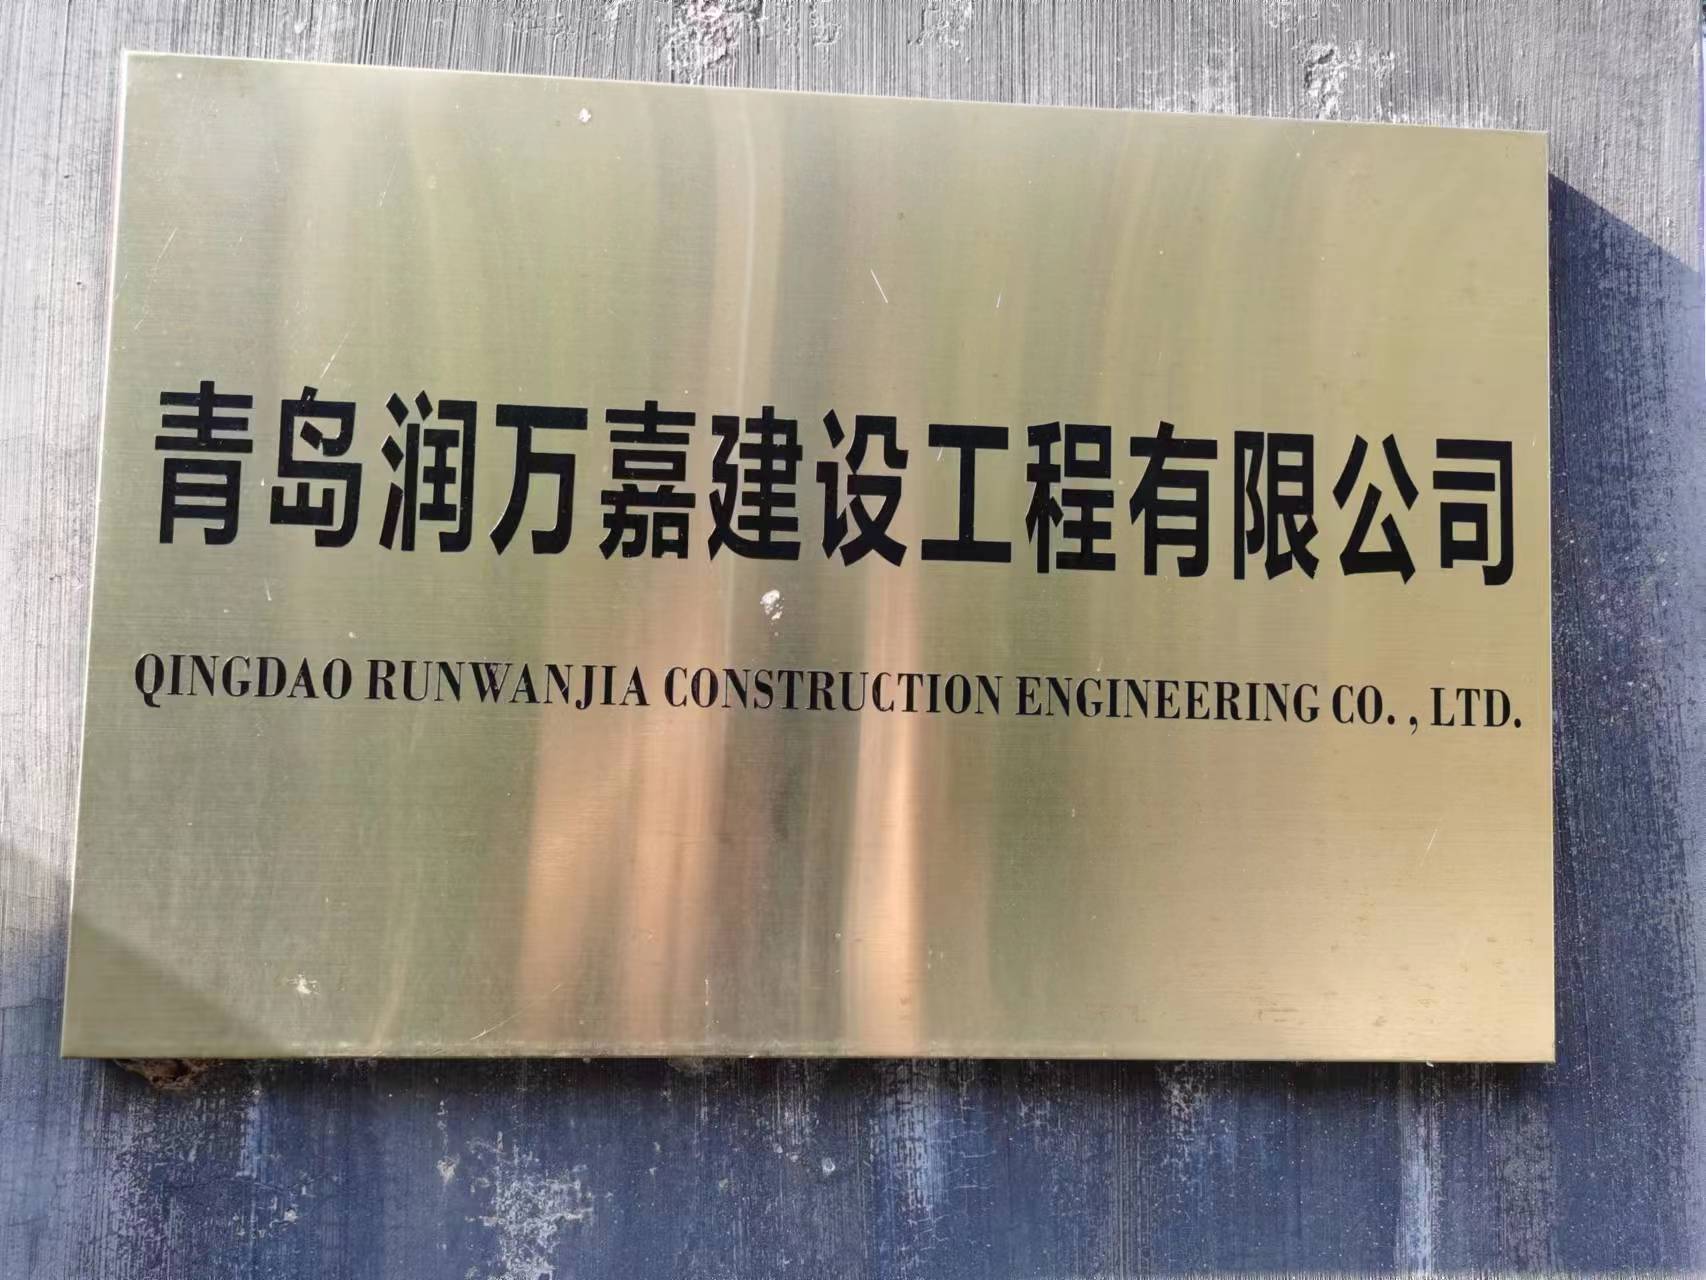 青岛润万嘉建设工程有限公司
QINGDAO RUNWANJIA CONSTRUCTION ENGINEERING CO. , LTD.